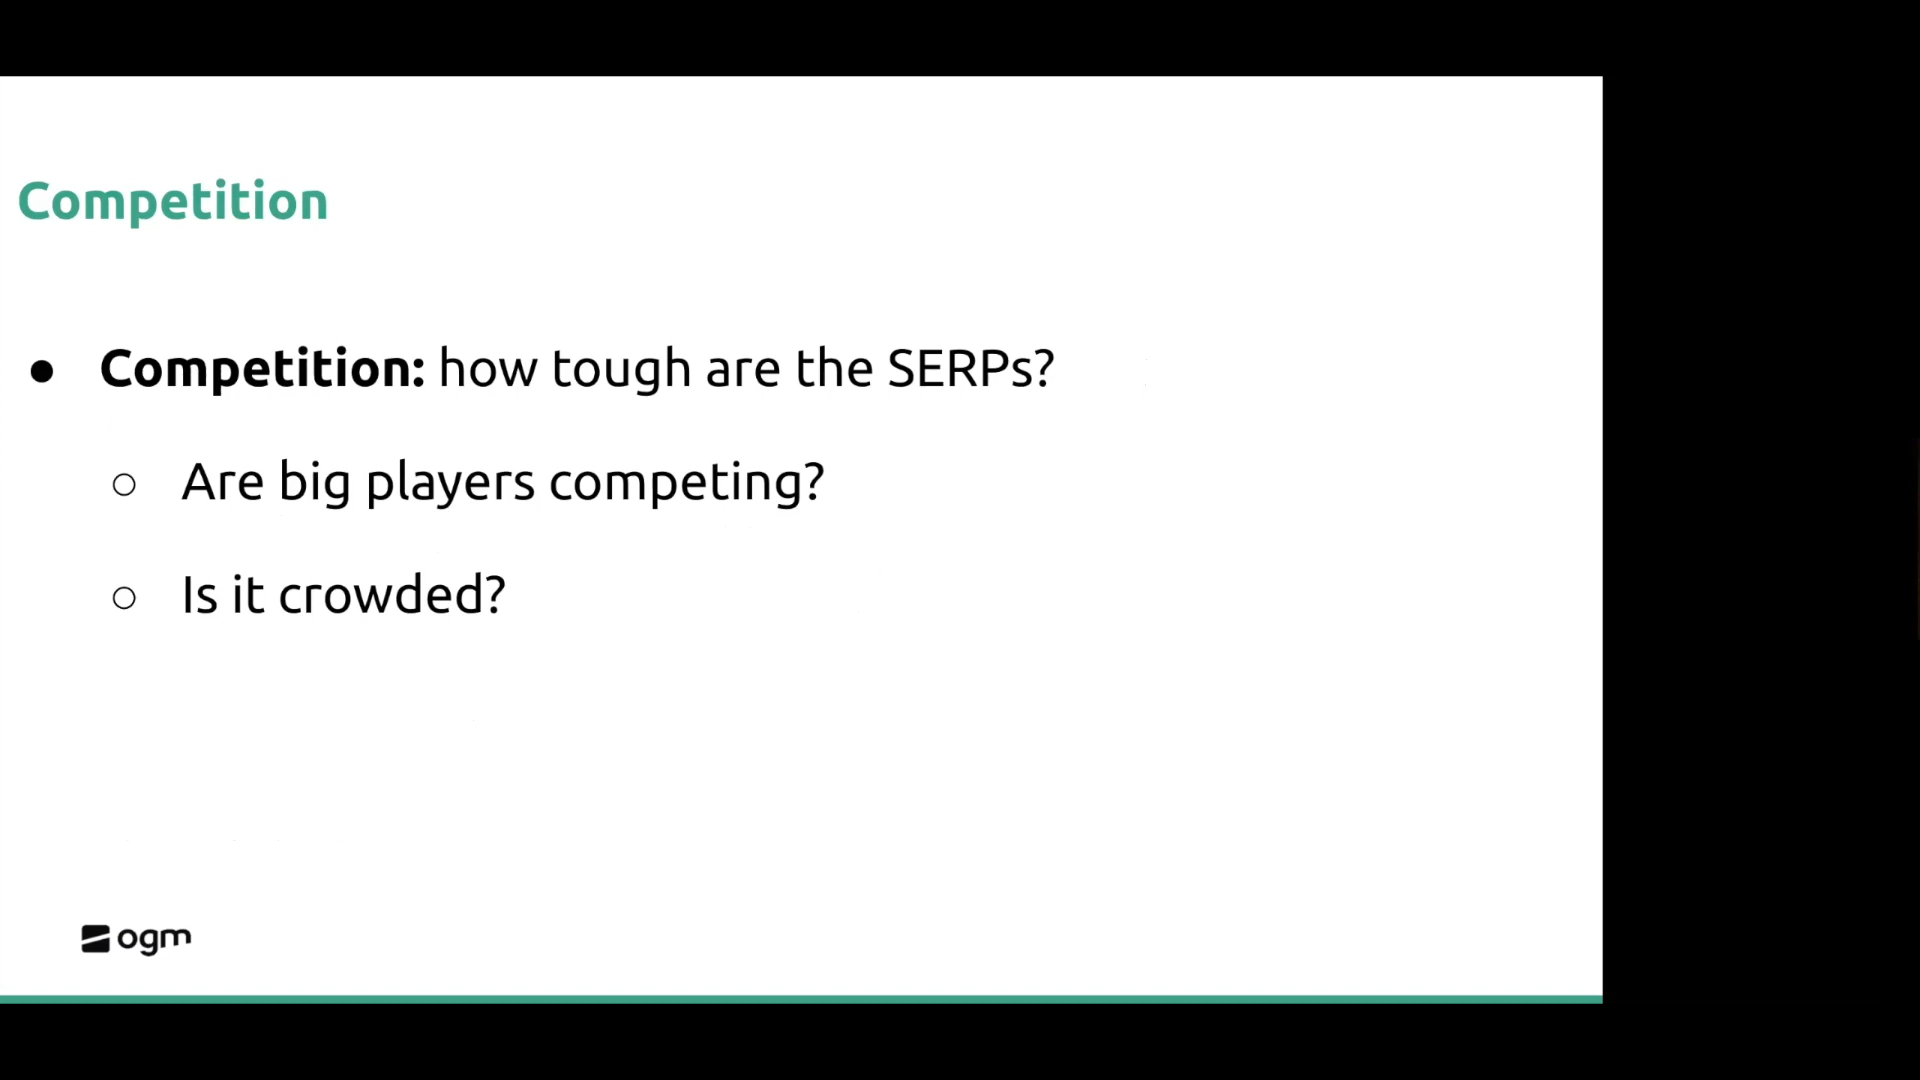 Competition
● Competition: how tough are the SERPs?
○ Are big players competing?
○ Is it crowded?
ogm